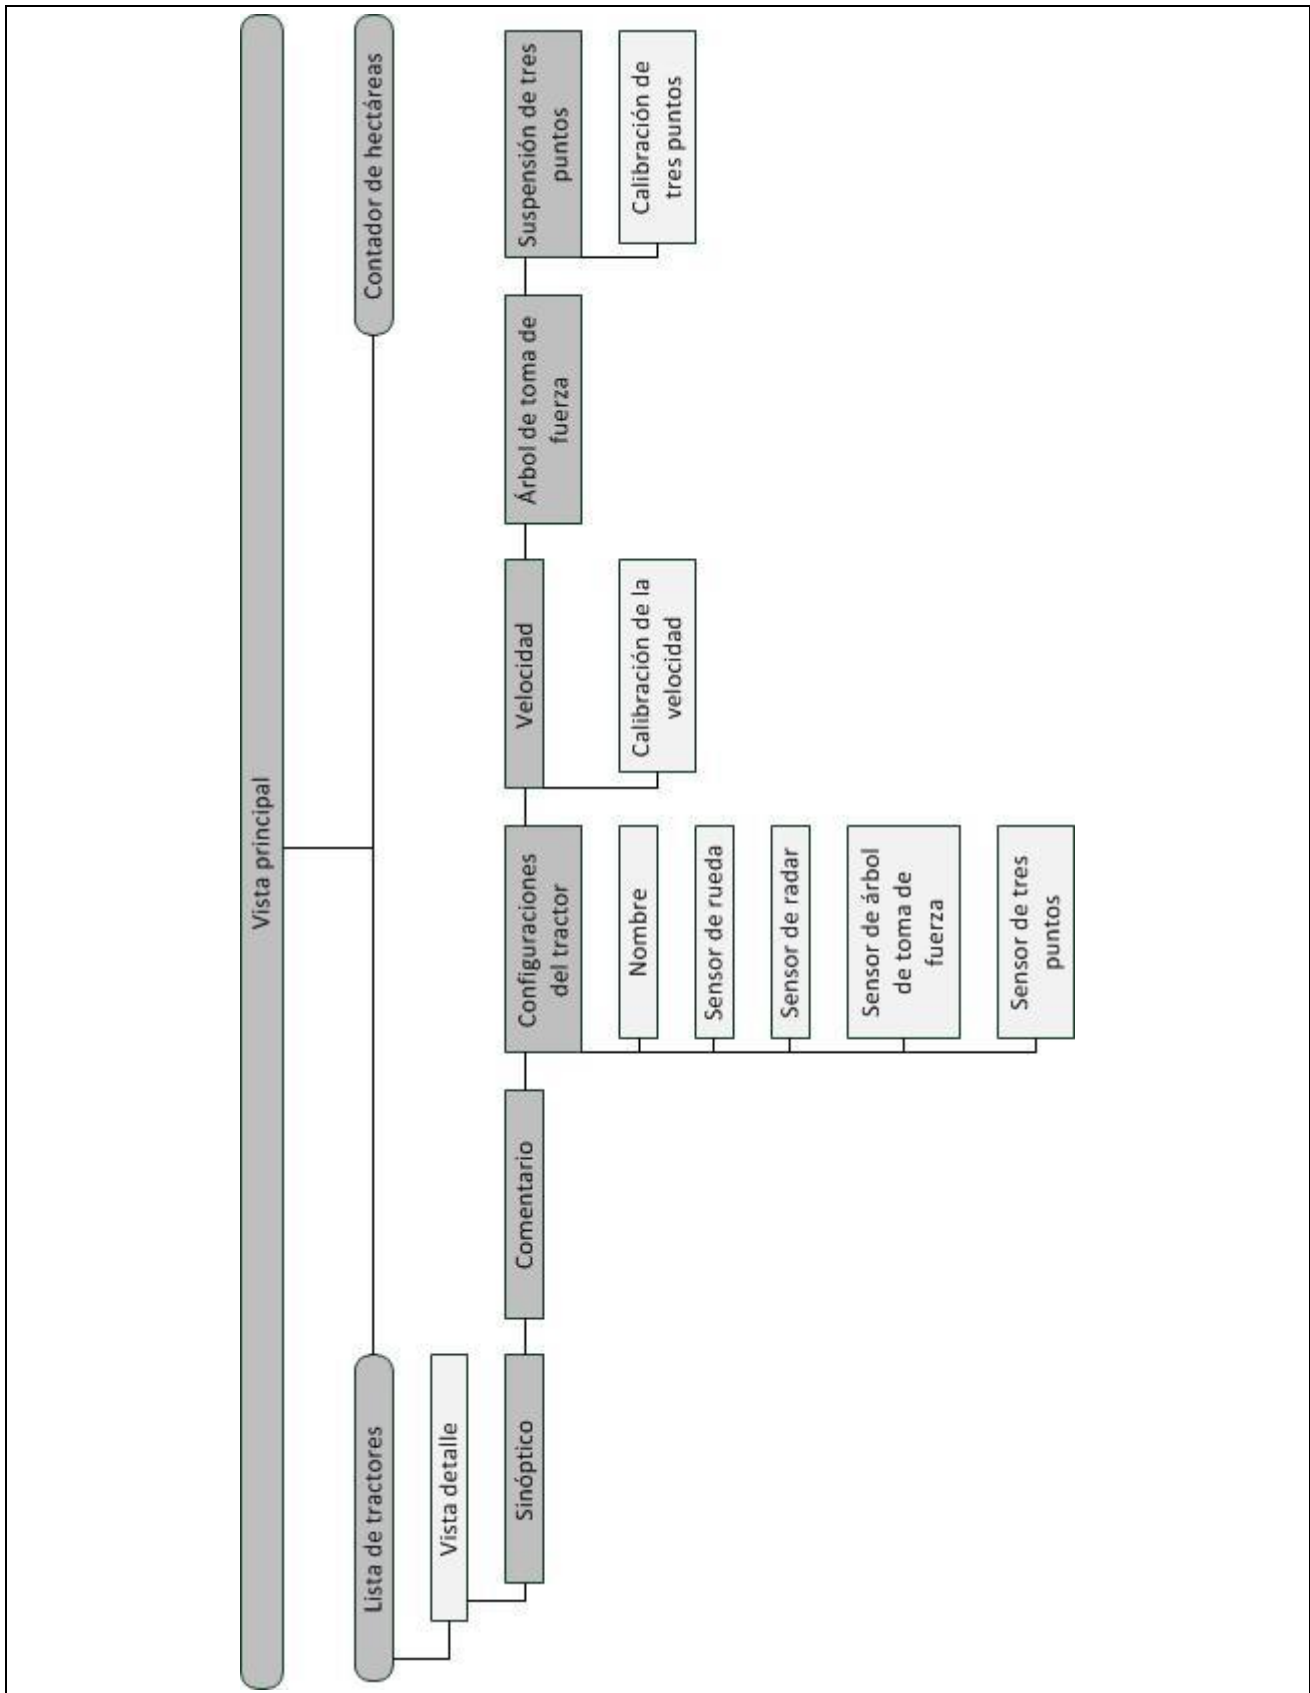 Vista principal
Lista de tractores
Contador de hectáreas
Vista detalle
Sinóptico
Comentario
Configuraciones
del tractor
Nombre
Sensor de rueda
Sensor de radar
Sensor de árbol
de toma de
fuerza
Sensor de tres
puntos
Velocidad
Calibración de la
velocidad
Árbol de toma de
fuerza
Suspensión de tres
puntos
Calibración de
tres puntos